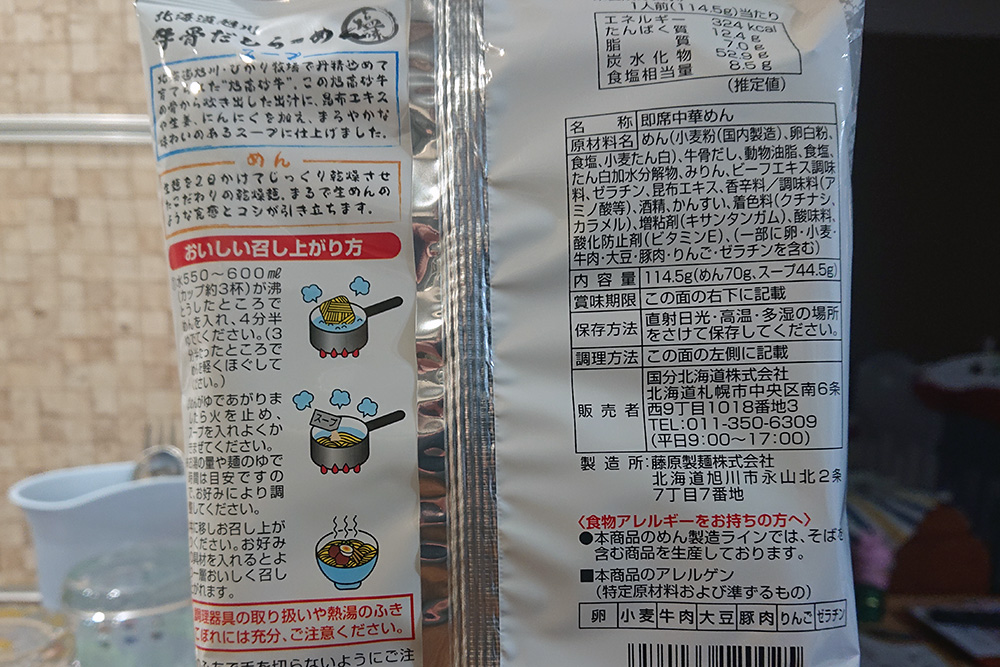 北海道旭川
牛骨だしらーめん
スープ
北海道旭川・ひかり牧場で丹精込めて
育てた"旭高砂牛"。この旭高砂牛
の骨から炊き出した出汁に、昆布エキス
や生姜、にんにくを加え、まろやかな
味わいのあるスープに仕上げました。
めん
生麺を2日かけてじっくり乾燥させ
たこだわりの乾燥麺。まるで生めんの
ような食感とコシが引き立ちます。
おいしい召し上がり方
水550〜600㎖
(カップ約3杯)が沸
とうしたところで
めんを入れ、4分半
ゆでてください。(3
分たったところで
めんを軽くほぐして
ください。)
めんがゆであがりま
したら火を止め、
スープを入れよくか
きまぜてください。
お湯の量や麺のゆで
時間は目安ですの
で、お好みにより調
整してください。
スープ
丼に移しお召し上が
りください。お好み
の具材を入れるとよ
り一層おいしく召し
上がれます。
調理器具の取り扱いや熱湯のふき
こぼれには充分、ご注意ください。
ふちで手を切らないようにご注
1人前(114.5g)当たり
エネルギー 324kcal
たんぱく質 12.4g
脂質 7.0g
炭水化物 52.9g
食塩相当量 8.5g
(推定値)
名称 即席中華めん
原材料名 めん(小麦粉(国内製造)、卵白粉、
食塩、小麦たん白)、牛骨だし、動物油脂、食塩、
たん白加水分解物、みりん、ビーフエキス調味
料、ゼラチン、昆布エキス、香辛料/調味料(ア
ミノ酸等)、酒精、かんすい、着色料(クチナシ、
カラメル)、増粘剤(キサンタンガム)、酸味料、
酸化防止剤(ビタミンE)、(一部に卵・小麦・
牛肉・大豆・豚肉・りんご・ゼラチンを含む)
内容量 114.5g(めん70g、スープ44.5g)
賞味期限 この面の右下に記載
保存方法 直射日光・高温・多湿の場所
をさけて保存してください。
調理方法 この面の左側に記載
販売者 国分北海道株式会社
北海道札幌市中央区南6条
西9丁目1018番地3
TEL:011-350-6309
(平日9:00〜17:00)
製造所:藤原製麺株式会社
北海道旭川市永山北2条
7丁目7番地
〈食物アレルギーをお持ちの方へ〉
●本商品のめん製造ラインでは、そばを
含む商品を生産しております。
■本商品のアレルゲン
(特定原材料および準ずるもの)
卵 小麦 牛肉 大豆 豚肉 りんご ゼラチン